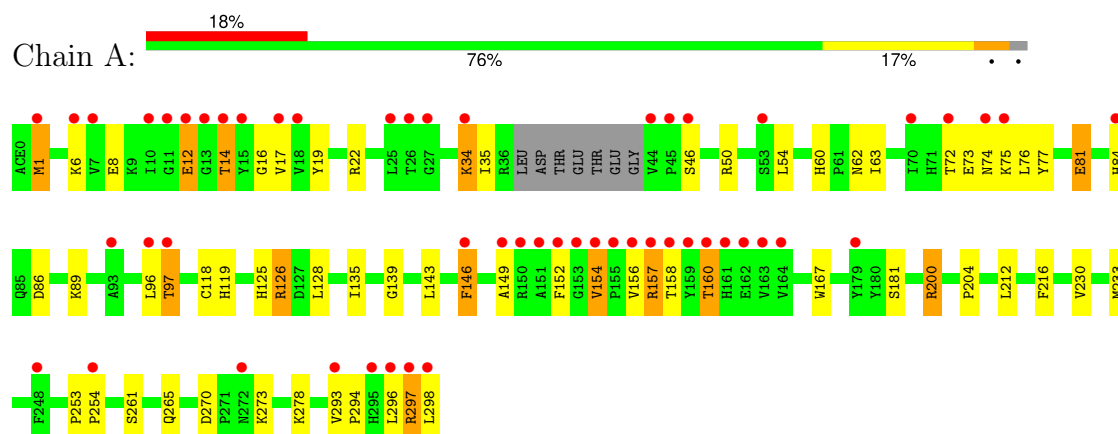 18%
Chain A:
76% 17% • •
ACE0 M1 K6 V7 E8 K9 I10 G11 E12 G13 T14 Y15 G16 V17 V18 Y19 R22 L25 T26 G27 K34 I35 R36 LEU ASP THR GLU THR GLU GLY V44 P45 S46 R50 S53 L54 H60 P61 N62 I63 I70 H71 T72 E73 N74 K75 L76 Y77 E81 H84
Q85 D86 K89 A93 L96 T97 C118 H119 H125 R126 D127 L128 I135 G139 L143 F146 A149 R150 A151 F152 G153 V154 P155 V156 R157 T158 Y159 T160 H161 E162 V163 V164 W167 Y179 Y180 S181 R200 P204 L212 F216 V230 M233
F248 P253 P254 S261 Q265 D270 P271 N272 K273 K278 V293 P294 H295 L296 R297 L298